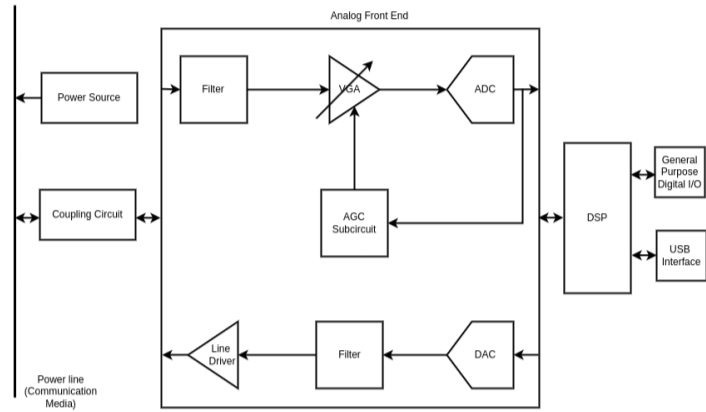 Analog Front End
Power Source
Filter
VGA
ADC
General
Purpose
Digital I/O
Coupling Circuit
AGC
Subcircuit
DSP
USB
Interface
Line
Driver
Filter
DAC
Power line
(Communication
Media)